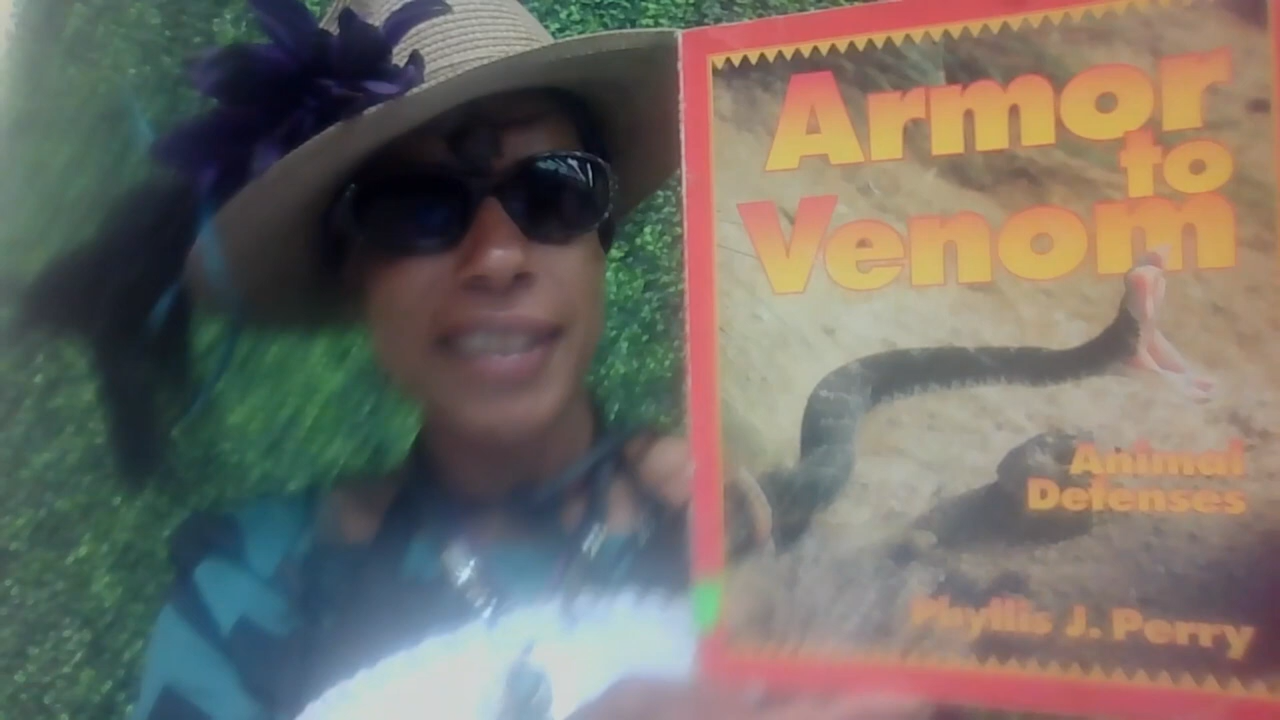 Armor
to
Venom
Animal
Defenses
Phyllis J. Perry